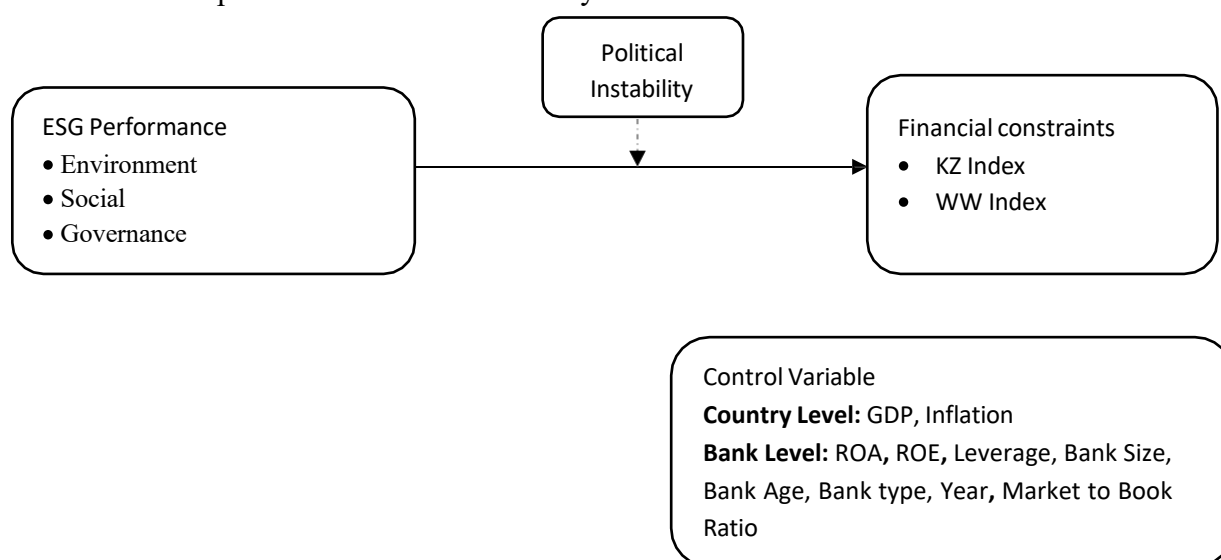 Political
Instability
ESG Performance
• Environment
• Social
• Governance
Financial constraints
• KZ Index
• WW Index
Control Variable
Country Level: GDP, Inflation
Bank Level: ROA, ROE, Leverage, Bank Size,
Bank Age, Bank type, Year, Market to Book
Ratio